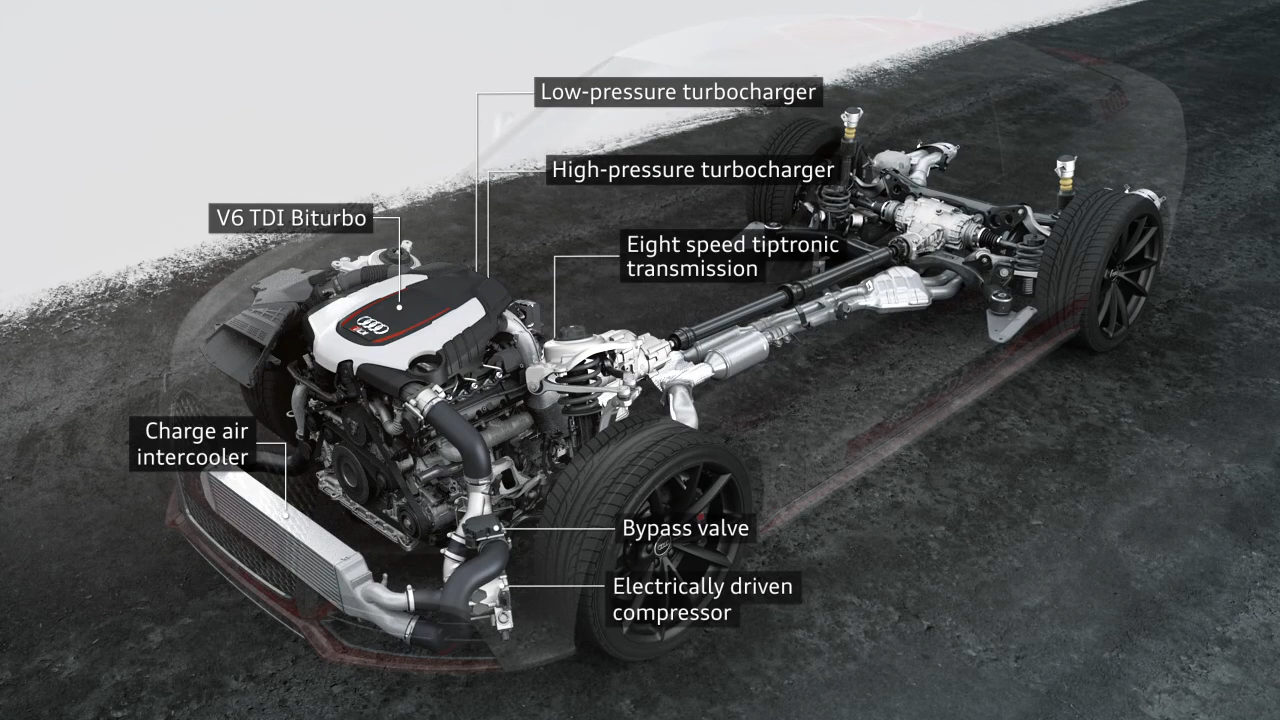 Low-pressure turbocharger
High-pressure turbocharger
V6 TDI Biturbo
Eight speed tiptronic
transmission
Charge air
intercooler
Bypass valve
Electrically driven
compressor